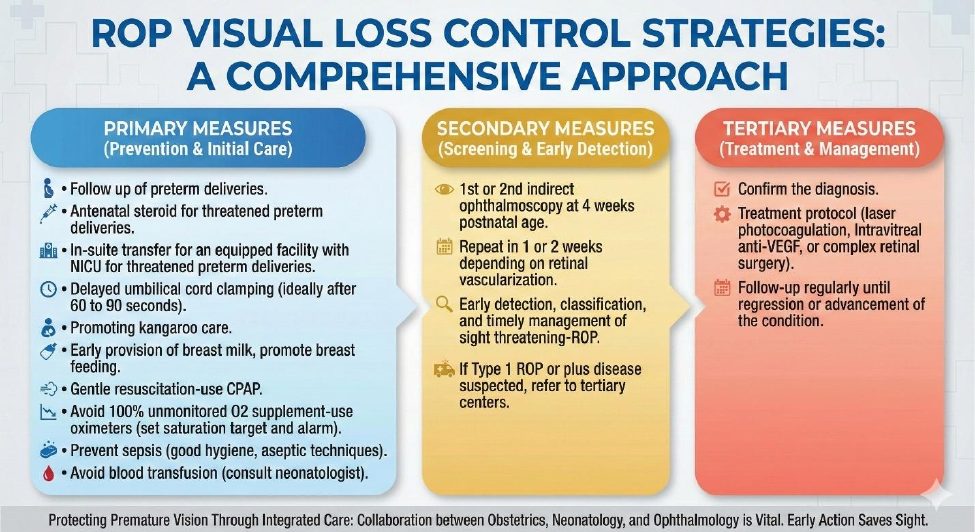 ROP VISUAL LOSS CONTROL STRATEGIES:
A COMPREHENSIVE APPROACH
PRIMARY MEASURES
(Prevention & Initial Care)
• Follow up of preterm deliveries.
• Antenatal steroid for threatened preterm
deliveries.
• In-suite transfer for an equipped facility with
NICU for threatened preterm deliveries.
• Delayed umbilical cord clamping (ideally after
60 to 90 seconds).
• Promoting kangaroo care.
• Early provision of breast milk, promote breast
feeding.
• Gentle resuscitation-use CPAP.
• Avoid 100% unmonitored O2 supplement-use
oximeters (set saturation target and alarm).
• Prevent sepsis (good hygiene, aseptic techniques).
• Avoid blood transfusion (consult neonatologist).
SECONDARY MEASURES
(Screening & Early Detection)
1st or 2nd indirect
ophthalmoscopy at 4 weeks
postnatal age.
Repeat in 1 or 2 weeks
depending on retinal
vascularization.
Early detection, classification,
and timely management of
sight threatening-ROP.
If Type 1 ROP or plus disease
suspected, refer to tertiary
centers.
TERTIARY MEASURES
(Treatment & Management)
Confirm the diagnosis.
Treatment protocol (laser
photocoagulation, Intravitreal
anti-VEGF, or complex retinal
surgery).
Follow-up regularly until
regression or advancement of
the condition.
Protecting Premature Vision Through Integrated Care: Collaboration between Obstetrics, Neonatology, and Ophthalmology is Vital. Early Action Saves Sight.